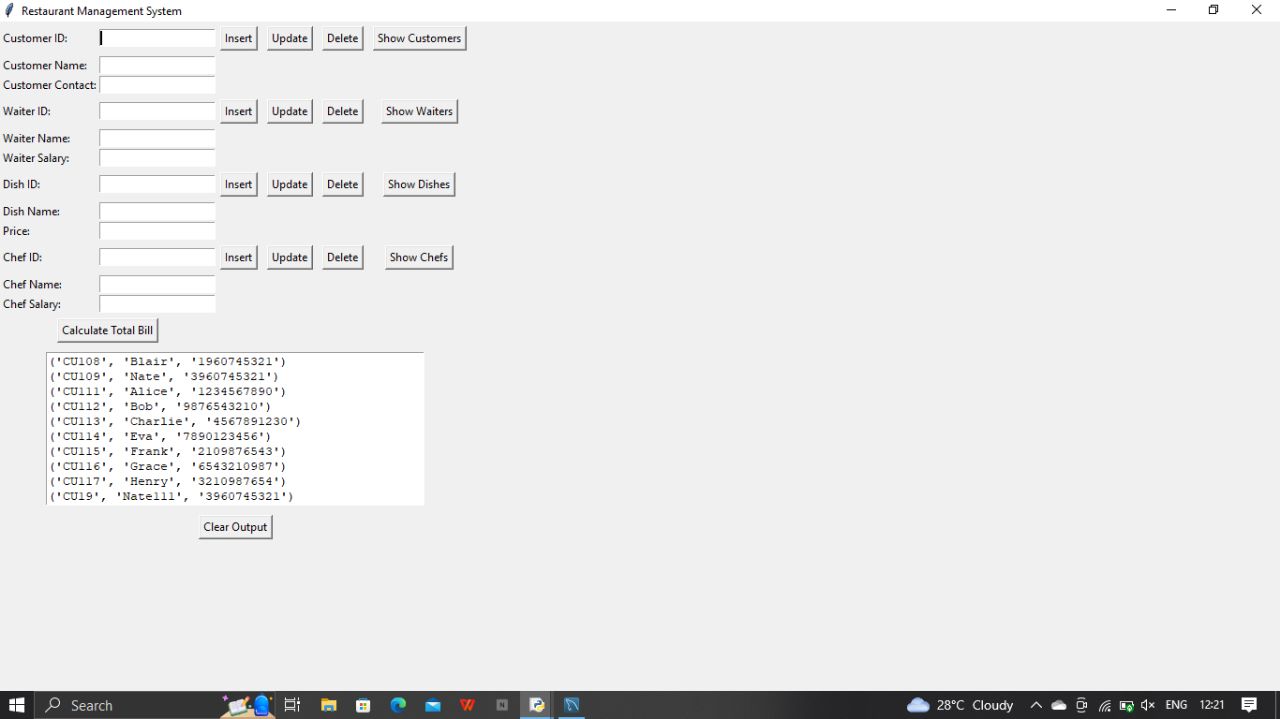 Restaurant Management System
Customer ID: Insert Update Delete Show Customers
Customer Name:
Customer Contact:
Waiter ID: Insert Update Delete Show Waiters
Waiter Name:
Waiter Salary:
Dish ID: Insert Update Delete Show Dishes
Dish Name:
Price:
Chef ID: Insert Update Delete Show Chefs
Chef Name:
Chef Salary:
Calculate Total Bill
('CU108', 'Blair', '1960745321')
('CU109', 'Nate', '3960745321')
('CU111', 'Alice', '1234567890')
('CU112', 'Bob', '9876543210')
('CU113', 'Charlie', '4567891230')
('CU114', 'Eva', '7890123456')
('CU115', 'Frank', '2109876543')
('CU116', 'Grace', '6543210987')
('CU117', 'Henry', '3210987654')
('CU19', 'Nate111', '3960745321')
Clear Output
Search 28°C Cloudy ENG 12:21